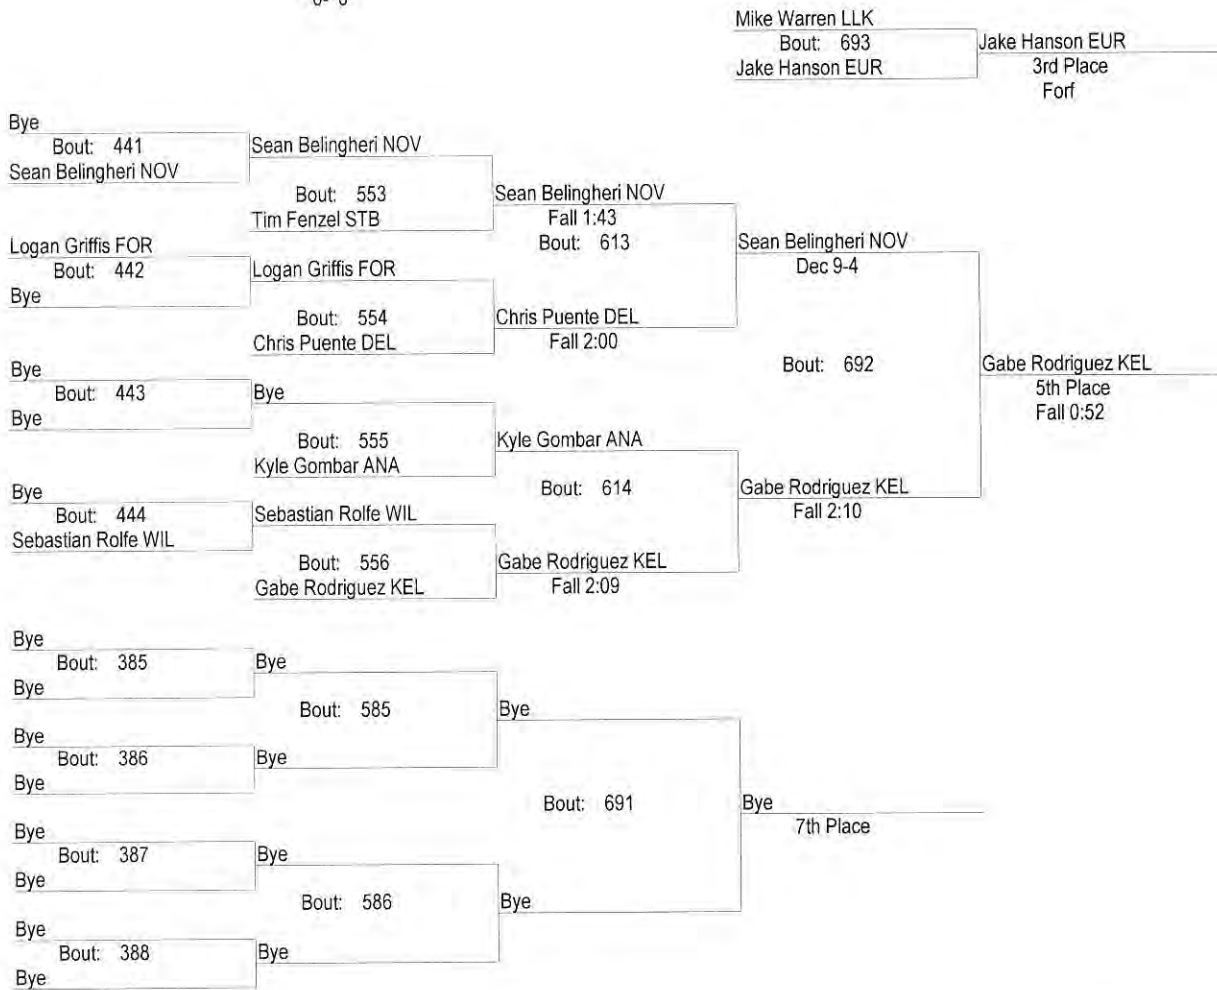 Mike Warren LLK
Bout: 693
Jake Hanson EUR
Jake Hanson EUR
3rd Place
Forf
Bye
Bout: 441
Sean Belingheri NOV
Sean Belingheri NOV
Bout: 553
Tim Fenzel STB
Sean Belingheri NOV
Fall 1:43
Bout: 613
Sean Belingheri NOV
Dec 9-4
Logan Griffis FOR
Bout: 442
Bye
Logan Griffis FOR
Bout: 554
Chris Puente DEL
Chris Puente DEL
Fall 2:00
Bout: 692
Gabe Rodriguez KEL
5th Place
Fall 0:52
Bye
Bout: 443
Bye
Bye
Bout: 555
Kyle Gombar ANA
Kyle Gombar ANA
Bout: 614
Gabe Rodriguez KEL
Fall 2:10
Bye
Bout: 444
Sebastian Rolfe WIL
Sebastian Rolfe WIL
Bout: 556
Gabe Rodriguez KEL
Gabe Rodriguez KEL
Fall 2:09
Bye
Bout: 385
Bye
Bye
Bout: 585
Bye
Bye
Bout: 386
Bye
Bye
Bout: 691
Bye
7th Place
Bye
Bout: 387
Bye
Bye
Bout: 586
Bye
Bye
Bout: 388
Bye
Bye